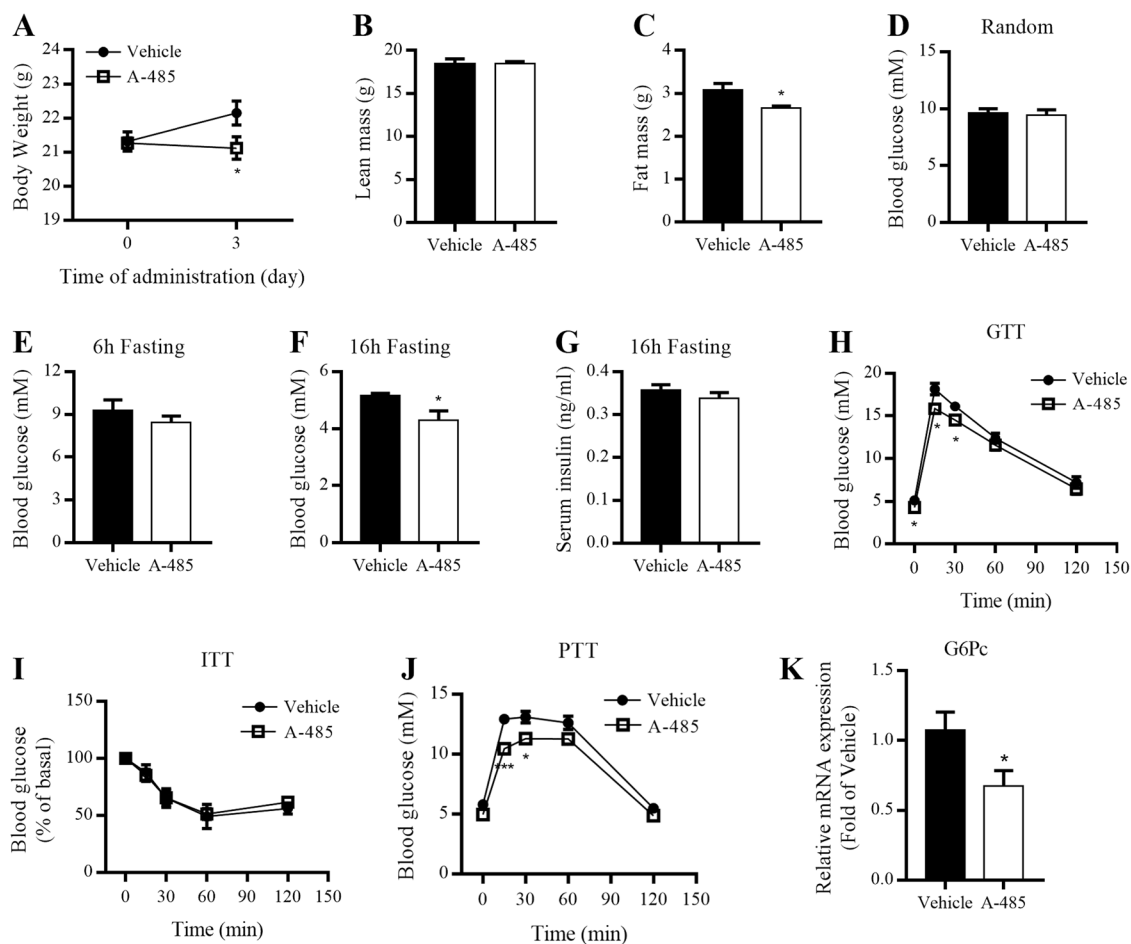 A
Body Weight (g)
24
23
22
21
20
19
Vehicle
A-485
*
0
3
Time of administration (day)
B
Lean mass (g)
20
15
10
5
0
Vehicle A-485
C
Fat mass (g)
4
3
2
1
0
*
Vehicle A-485
D
Random
Blood glucose (mM)
15
10
5
0
Vehicle A-485
E
6h Fasting
Blood glucose (mM)
12
9
6
3
0
Vehicle A-485
F
16h Fasting
Blood glucose (mM)
6
4
2
0
*
Vehicle A-485
G
16h Fasting
Serum insulin (ng/ml)
0.4
0.3
0.2
0.1
0.0
Vehicle A-485
H
GTT
Blood glucose (mM)
20
15
10
5
0
Vehicle
A-485
*
*
*
0 30 60 90 120 150
Time (min)
I
ITT
Blood glucose
(% of basal)
150
100
50
0
Vehicle
A-485
0 30 60 90 120 150
Time (min)
J
PTT
Blood glucose (mM)
15
10
5
0
Vehicle
A-485
***
*
0 30 60 90 120 150
Time (min)
K
G6Pc
Relative mRNA expression
(Fold of Vehicle)
1.5
1.0
0.5
0.0
*
Vehicle A-485